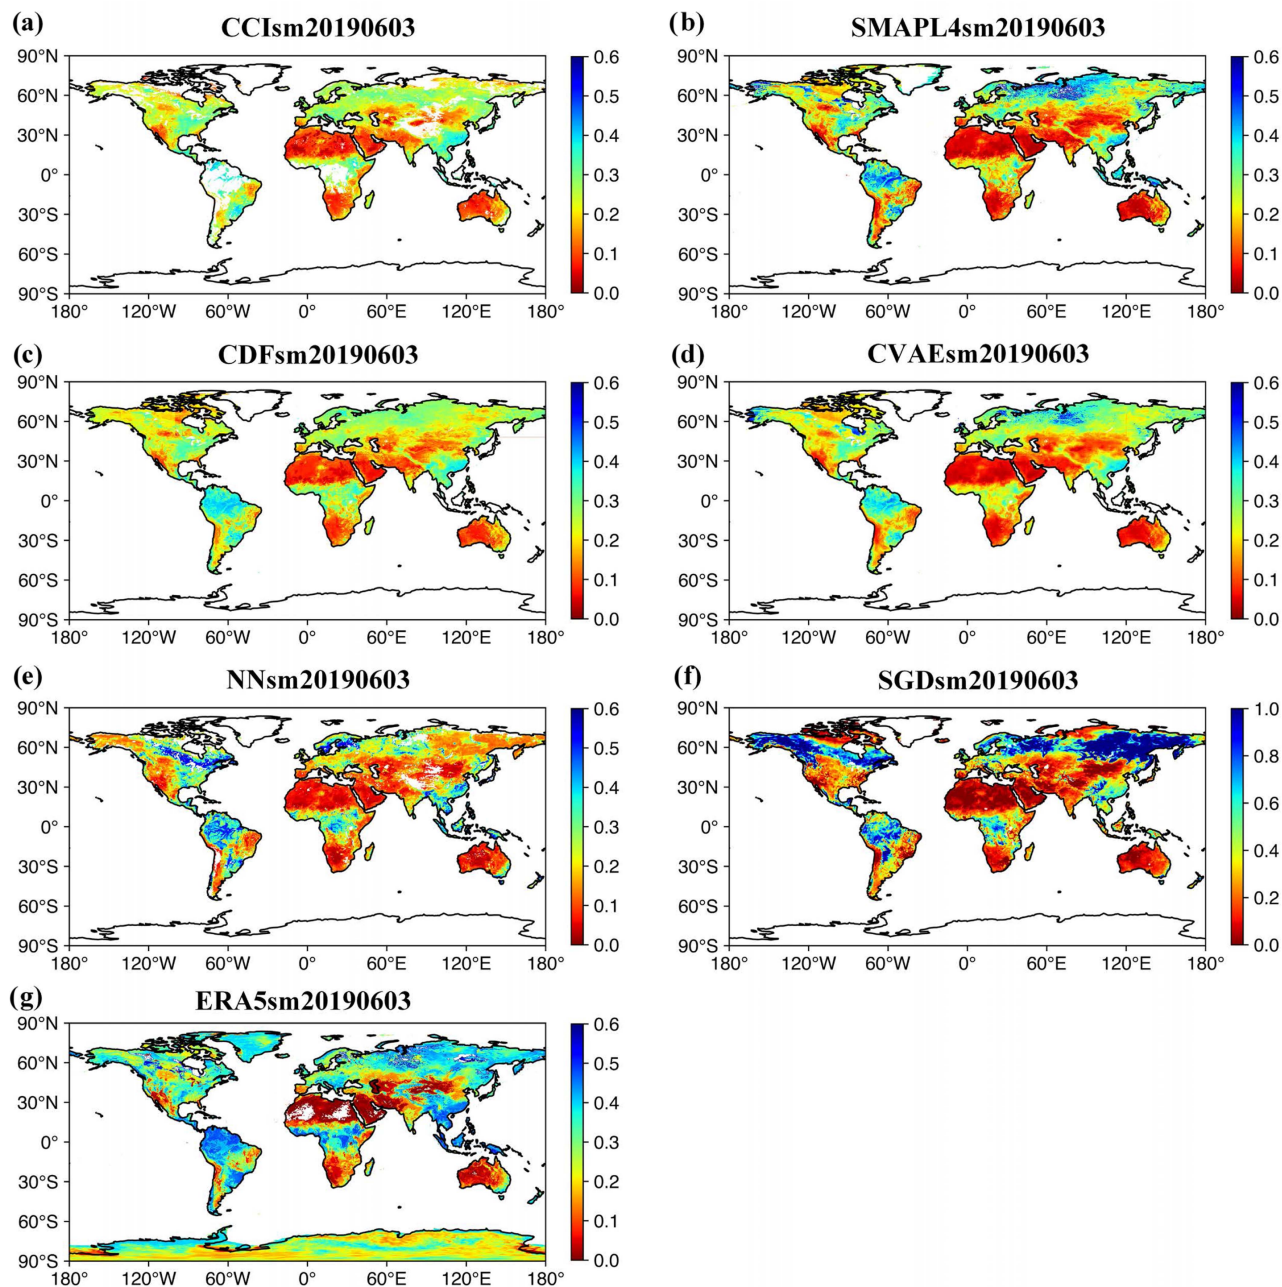 (a) CCIsm20190603
90°N
60°N
30°N
0°
30°S
60°S
90°S
180° 120°W 60°W 0° 60°E 120°E 180°
0.6
0.5
0.4
0.3
0.2
0.1
0.0
(b) SMAPL4sm20190603
90°N
60°N
30°N
0°
30°S
60°S
90°S
180° 120°W 60°W 0° 60°E 120°E 180°
0.6
0.5
0.4
0.3
0.2
0.1
0.0
(c) CDFsm20190603
90°N
60°N
30°N
0°
30°S
60°S
90°S
180° 120°W 60°W 0° 60°E 120°E 180°
0.6
0.5
0.4
0.3
0.2
0.1
0.0
(d) CVAEsm20190603
90°N
60°N
30°N
0°
30°S
60°S
90°S
180° 120°W 60°W 0° 60°E 120°E 180°
0.6
0.5
0.4
0.3
0.2
0.1
0.0
(e) NNsm20190603
90°N
60°N
30°N
0°
30°S
60°S
90°S
180° 120°W 60°W 0° 60°E 120°E 180°
0.6
0.5
0.4
0.3
0.2
0.1
0.0
(f) SGDsm20190603
90°N
60°N
30°N
0°
30°S
60°S
90°S
180° 120°W 60°W 0° 60°E 120°E 180°
1.0
0.8
0.6
0.4
0.2
0.0
(g) ERA5sm20190603
90°N
60°N
30°N
0°
30°S
60°S
90°S
180° 120°W 60°W 0° 60°E 120°E 180°
0.6
0.5
0.4
0.3
0.2
0.1
0.0